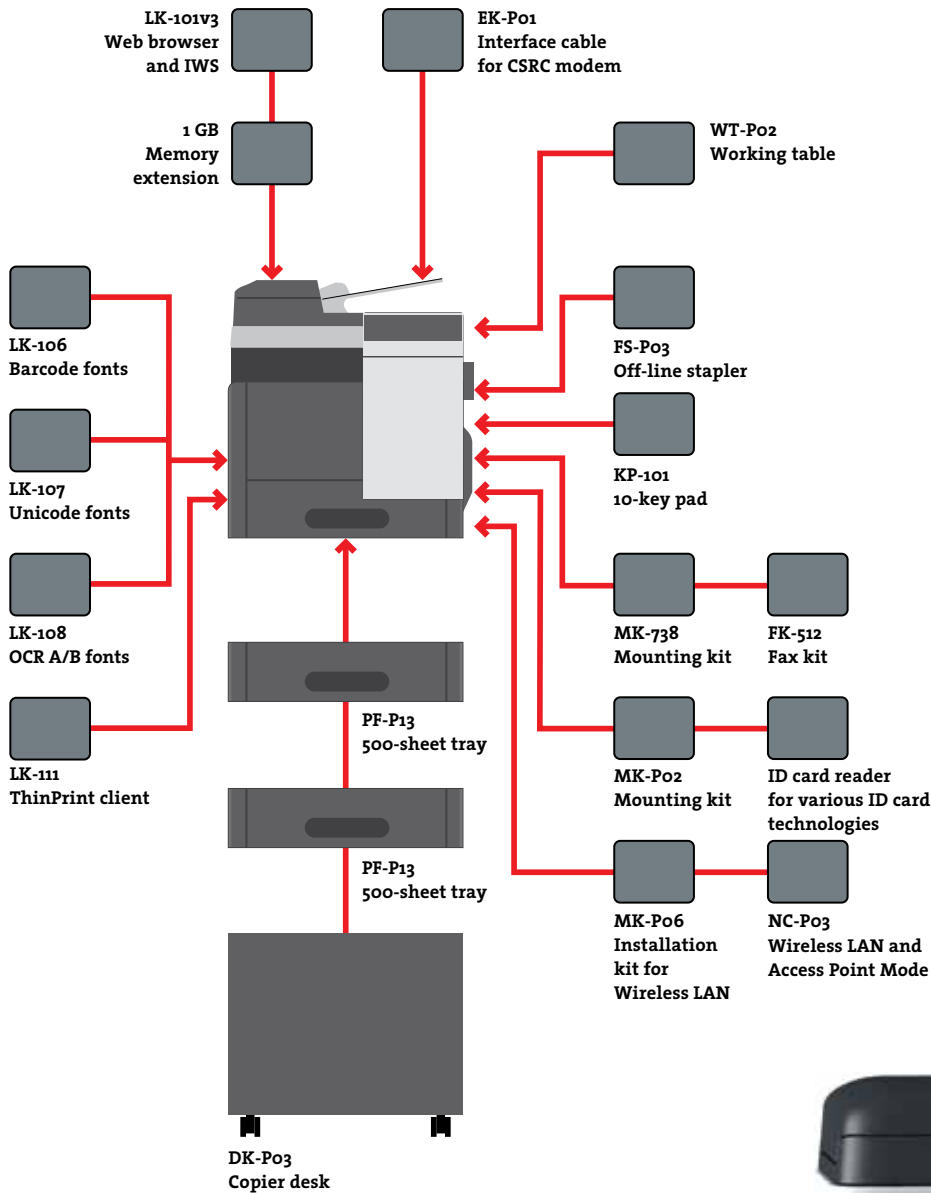 LK-101v3
Web browser
and IWS
EK-P01
Interface cable
for CSRC modem
1 GB
Memory
extension
WT-P02
Working table
LK-106
Barcode fonts
FS-P03
Off-line stapler
LK-107
Unicode fonts
KP-101
10-key pad
LK-108
OCR A/B fonts
MK-738
Mounting kit
FK-512
Fax kit
PF-P13
500-sheet tray
LK-111
ThinPrint client
MK-P02
Mounting kit
ID card reader
for various ID card
technologies
PF-P13
500-sheet tray
MK-P06
Installation
kit for
Wireless LAN
NC-P03
Wireless LAN and
Access Point Mode
DK-P03
Copier desk